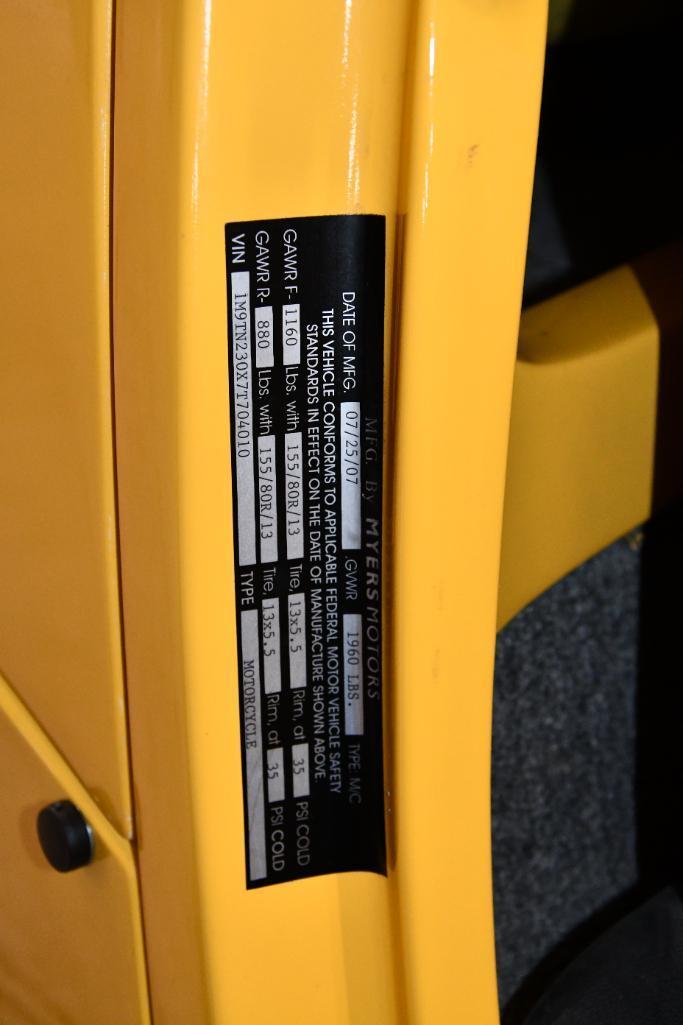 MFG. By MYERS MOTORS
DATE OF MFG. 07/25/07 .GVWR 1960 LBS. TYPE: M/C
THIS VEHICLE CONFORMS TO APPLICABLE FEDERAL MOTOR VEHICLE SAFETY
STANDARDS IN EFFECT ON THE DATE OF MANUFACTURE SHOWN ABOVE.
GAWR F- 1160 Lbs. with 155/80R/13 Tire, 13x5.5 Rim, at 35 PSI COLD
GAWR R- 880 Lbs. with 155/80R/13 Tire, 13x5.5 Rim, at 35 PSI COLD
VIN 1M9TN230X7T704010 TYPE MOTORCYCLE